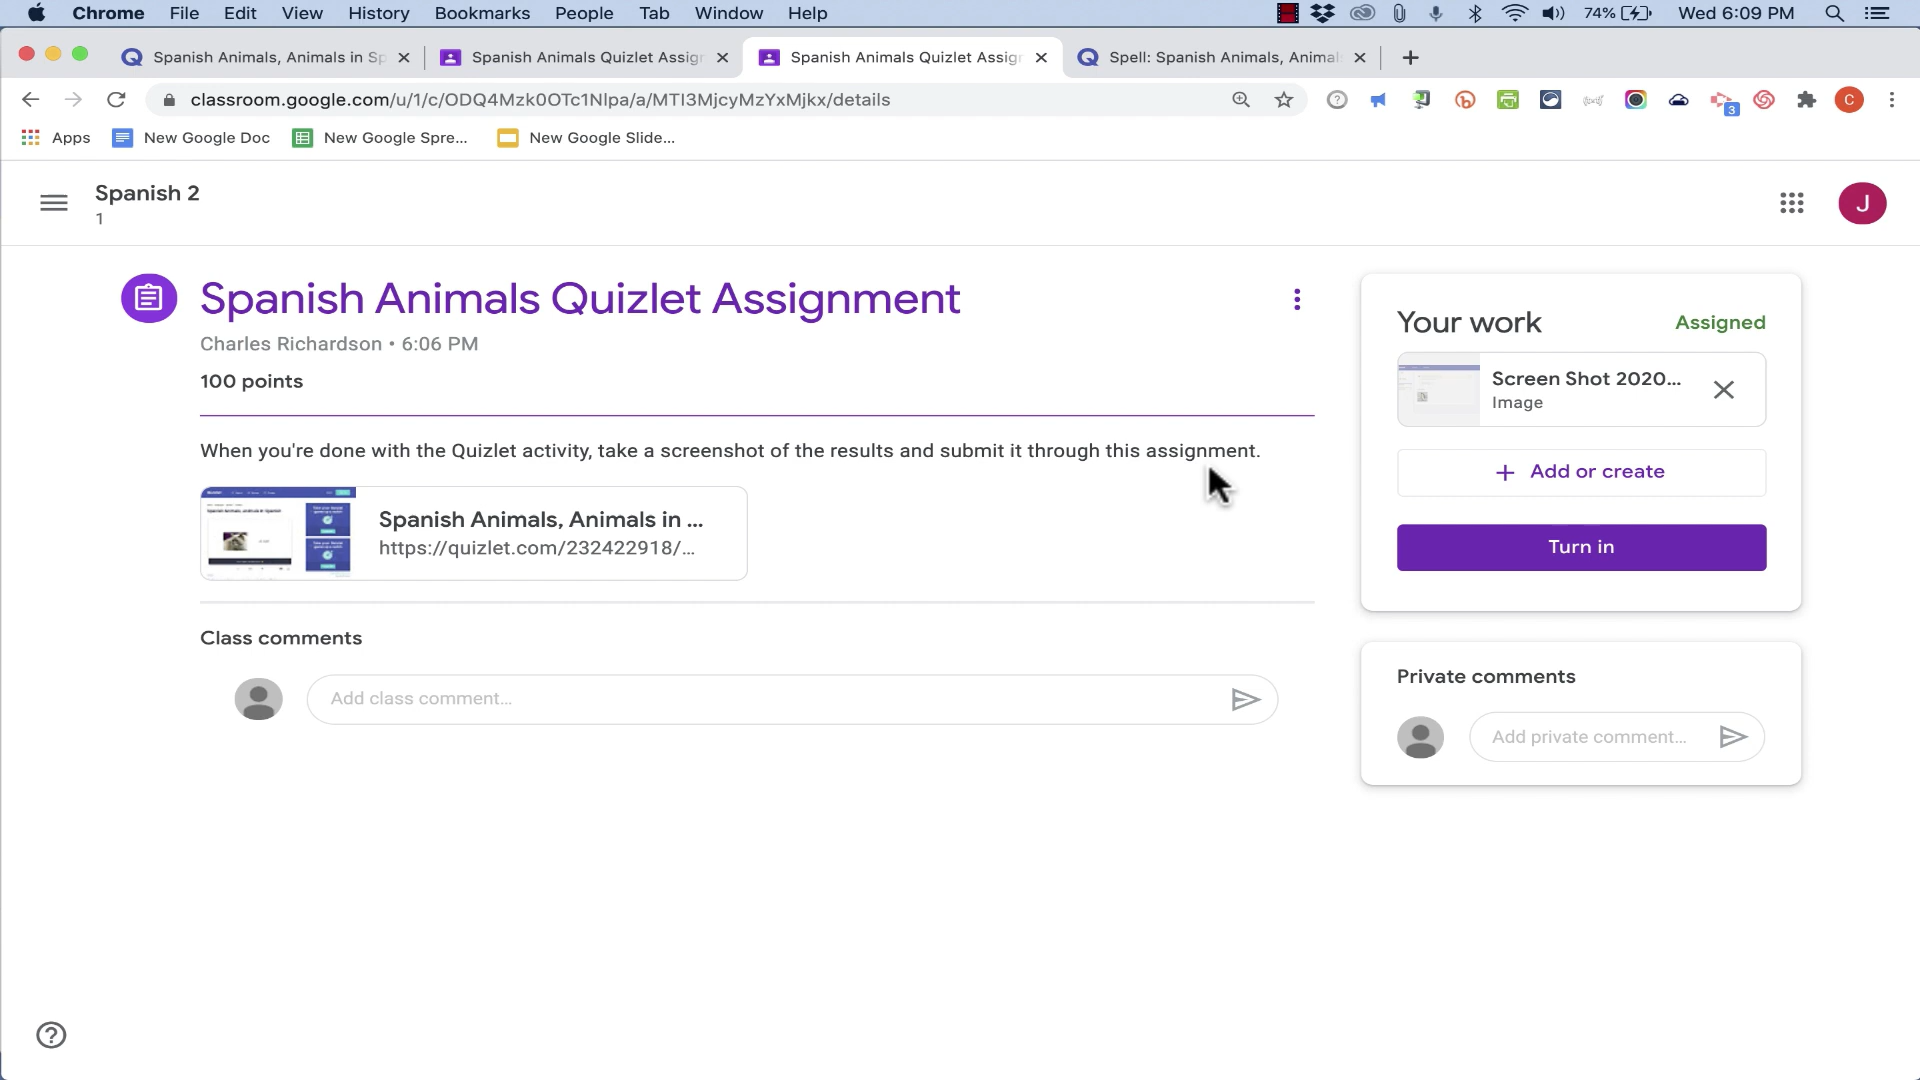 Chrome File Edit View History Bookmarks People Tab Window Help 74% Wed 6:09 PM
Spanish Animals, Animals in Sp Spanish Animals Quizlet Assign Spanish Animals Quizlet Assign Spell: Spanish Animals, Animal
classroom.google.com/u/1/c/ODQ4Mzk0OTc1Nlpa/a/MTI3MjcyMzYxMjkx/details
3
C
Apps New Google Doc New Google Spre... New Google Slide...
Spanish 2
1
J
Spanish Animals Quizlet Assignment
Charles Richardson • 6:06 PM
100 points
When you're done with the Quizlet activity, take a screenshot of the results and submit it through this assignment.
Spanish Animals, Animals in ...
https://quizlet.com/232422918/...
Class comments
Add class comment...
Your work Assigned
Screen Shot 2020...
Image
+ Add or create
Turn in
Private comments
Add private comment...